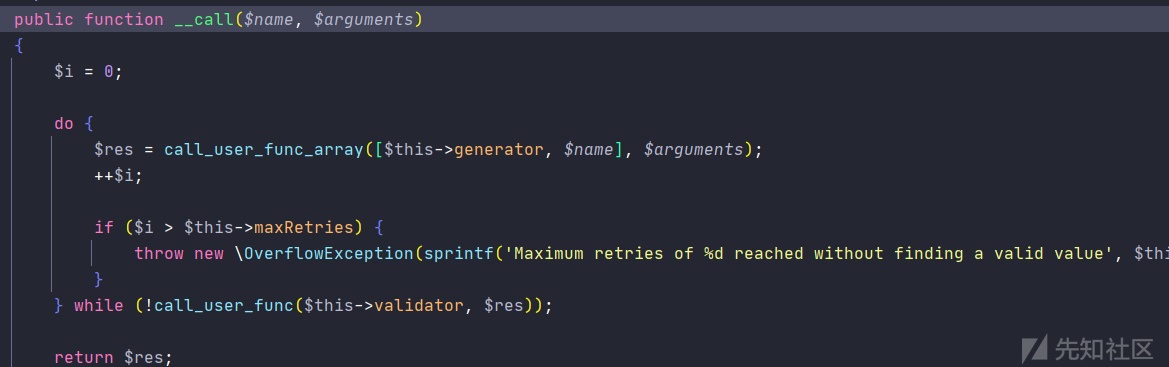 public function __call($name, $arguments)
{
    $i = 0;
    do {
        $res = call_user_func_array([$this->generator, $name], $arguments);
        ++$i;
        if ($i > $this->maxRetries) {
            throw new \OverflowException(sprintf('Maximum retries of %d reached without finding a valid value', $thi
        }
    } while (!call_user_func($this->validator, $res));
    return $res;
先知社区